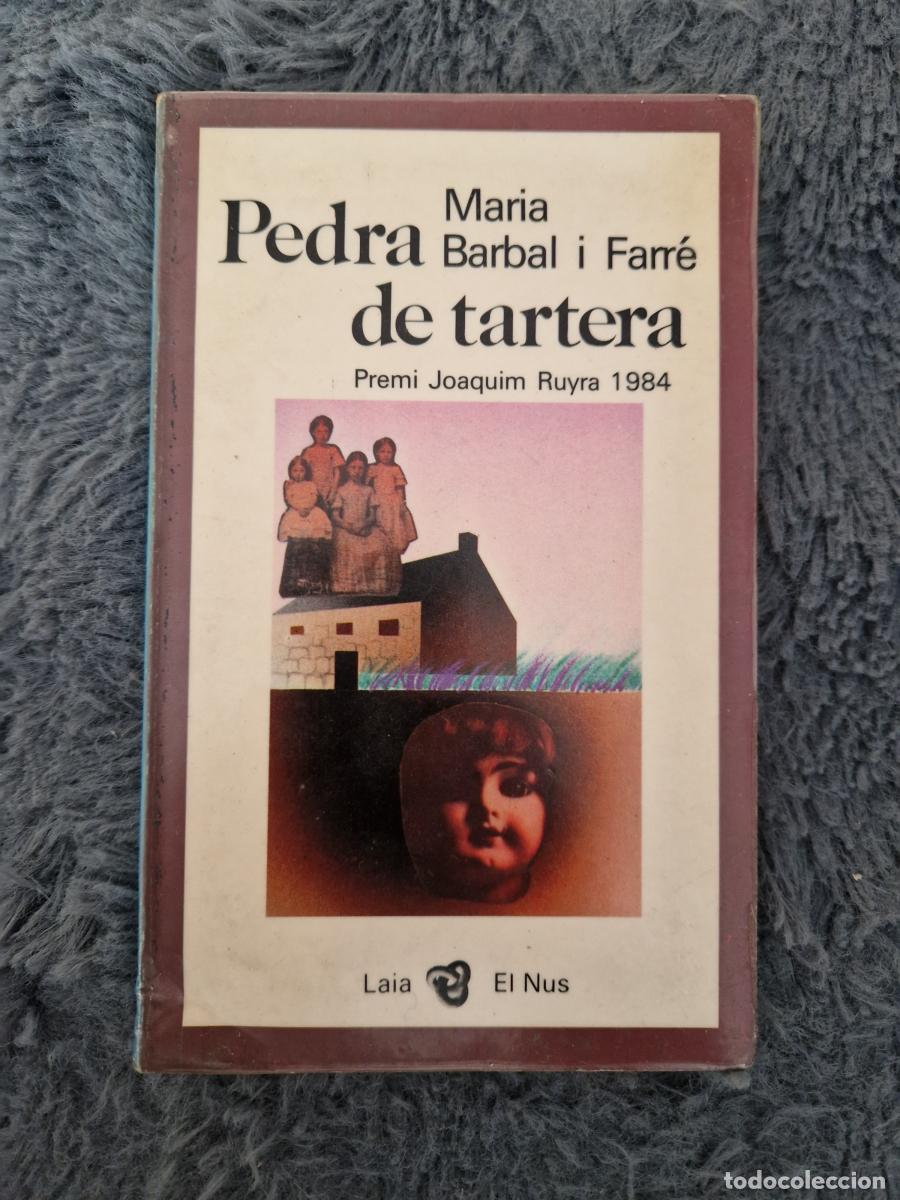 Maria
Pedra Barbal i Farré
de tartera
Premi Joaquim Ruyra 1984
Laia El Nus
todocoleccion